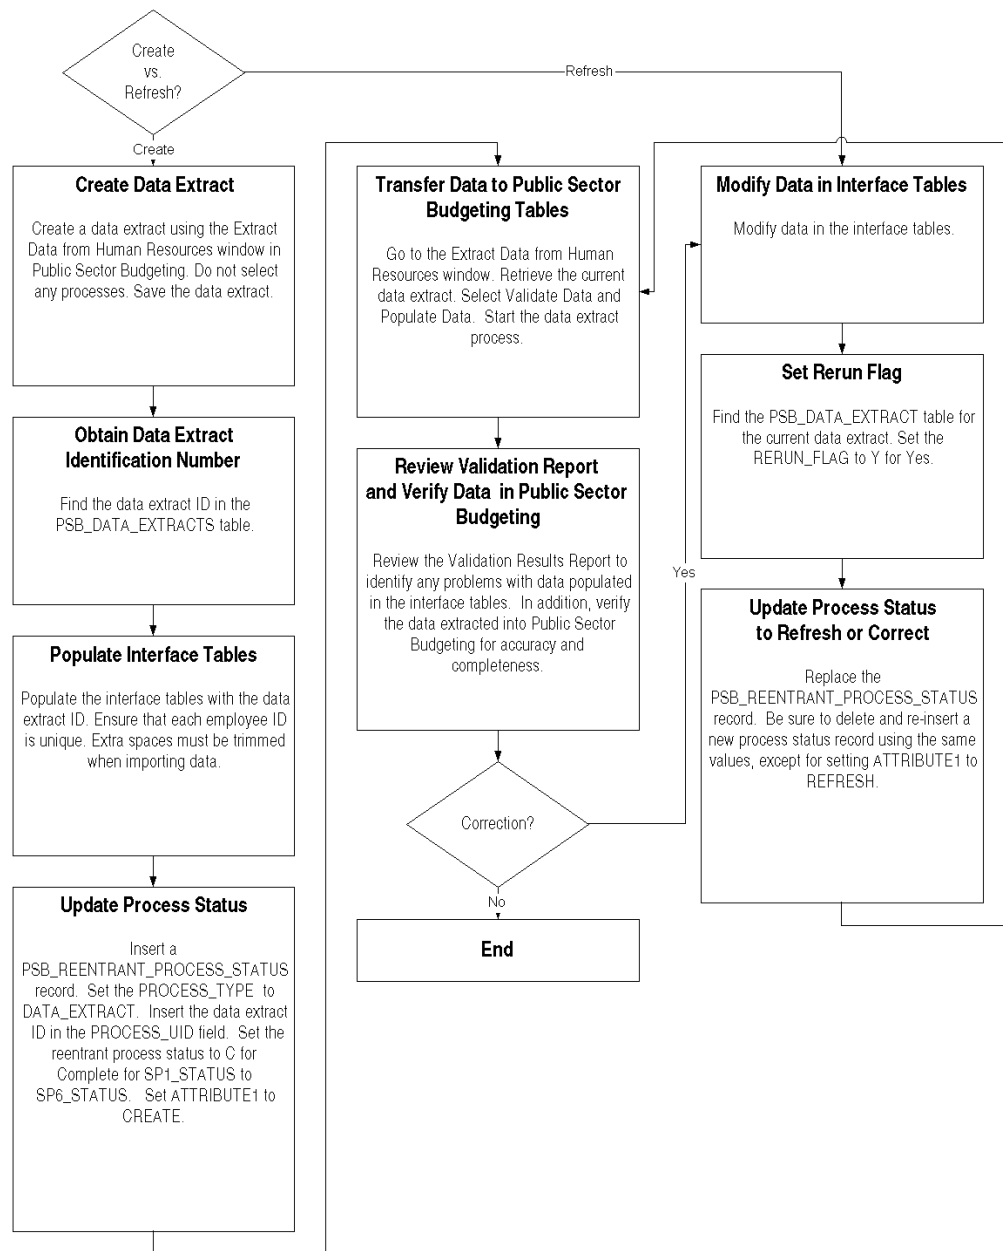 Create
vs.
Refresh?
Refresh
Create
Create Data Extract
Create a data extract using the Extract
Data from Human Resources window in
Public Sector Budgeting. Do not select
any processes. Save the data extract.
Obtain Data Extract
Identification Number
Find the data extract ID in the
PSB_DATA_EXTRACTS table.
Populate Interface Tables
Populate the interface tables with the data
extract ID. Ensure that each employee ID
is unique. Extra spaces must be trimmed
when importing data.
Update Process Status
Insert a
PSB_REENTRANT_PROCESS_STATUS
record. Set the PROCESS_TYPE to
DATA_EXTRACT. Insert the data extract
ID in the PROCESS_UID field. Set the
reentrant process status to C for
Complete for SP1_STATUS to
SP6_STATUS. Set ATTRIBUTE1 to
CREATE.
Transfer Data to Public Sector
Budgeting Tables
Go to the Extract Data from Human
Resources window. Retrieve the current
data extract. Select Validate Data and
Populate Data. Start the data extract
process.
Review Validation Report
and Verify Data in Public Sector
Budgeting
Review the Validation Results Report to
identify any problems with data populated
in the interface tables. In addition, verify
the data extracted into Public Sector
Budgeting for accuracy and
completeness.
Correction?
Yes
No
End
Modify Data in Interface Tables
Modify data in the interface tables.
Set Rerun Flag
Find the PSB_DATA_EXTRACT table for
the current data extract. Set the
RERUN_FLAG to Y for Yes.
Update Process Status
to Refresh or Correct
Replace the
PSB_REENTRANT_PROCESS_STATUS
record. Be sure to delete and re-insert a
new process status record using the same
values, except for setting ATTRIBUTE1 to
REFRESH.